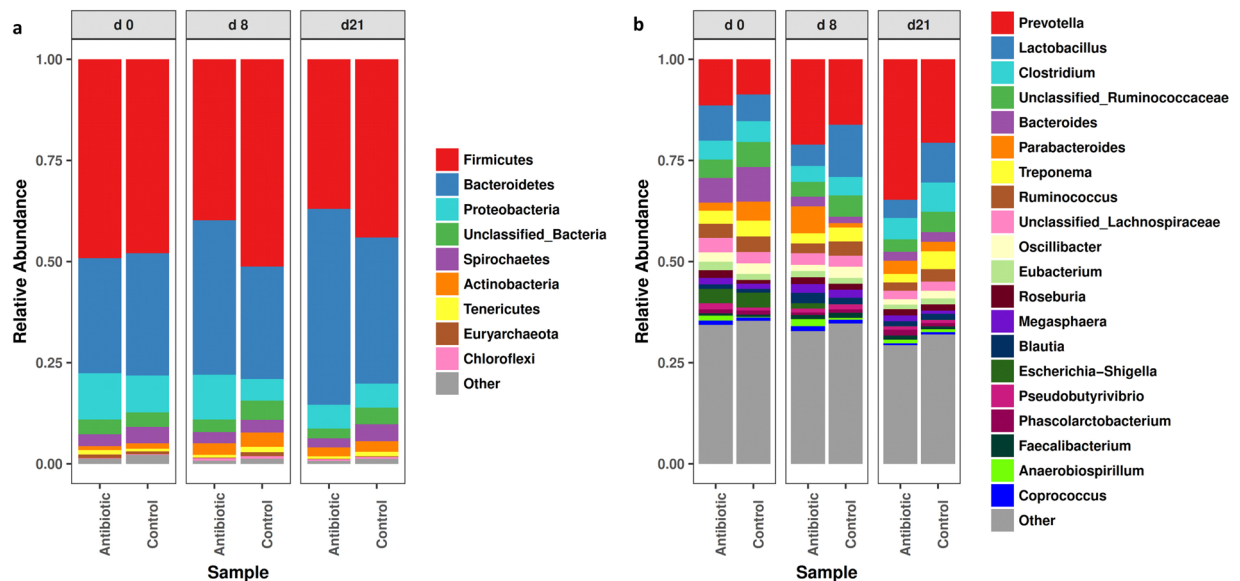 a
d 0
d 8
d21
1.00
0.75
0.50
0.25
0.00
Relative Abundance
Antibiotic
Control
Antibiotic
Control
Antibiotic
Control
Sample
Firmicutes
Bacteroidetes
Proteobacteria
Unclassified_Bacteria
Spirochaetes
Actinobacteria
Tenericutes
Euryarchaeota
Chloroflexi
Other
b
d 0
d 8
d21
1.00
0.75
0.50
0.25
0.00
Relative Abundance
Antibiotic
Control
Antibiotic
Control
Antibiotic
Control
Sample
Prevotella
Lactobacillus
Clostridium
Unclassified_Ruminococcaceae
Bacteroides
Parabacteroides
Treponema
Ruminococcus
Unclassified_Lachnospiraceae
Oscillibacter
Eubacterium
Roseburia
Megasphaera
Blautia
Escherichia-Shigella
Pseudobutyrivibrio
Phascolarctobacterium
Faecalibacterium
Anaerobiospirillum
Coprococcus
Other